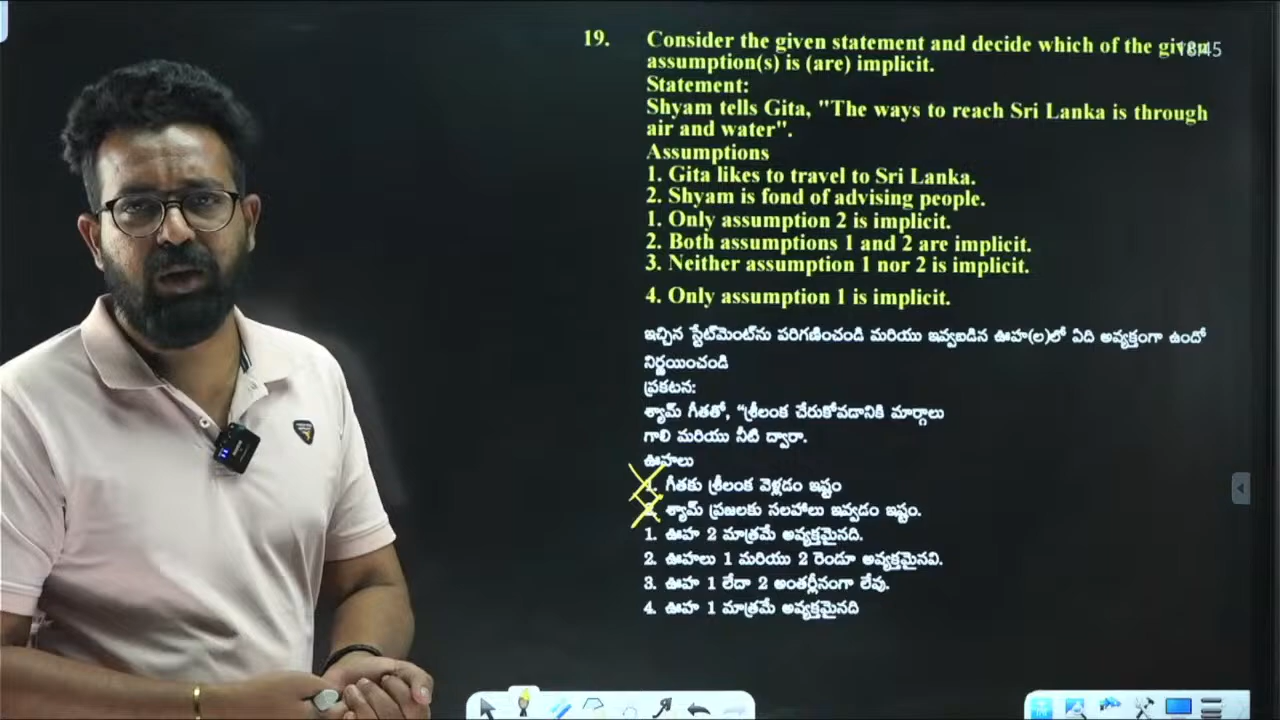 19. Consider the given statement and decide which of the given
assumption(s) is (are) implicit.
Statement:
Shyam tells Gita, "The ways to reach Sri Lanka is through
air and water".
Assumptions
1. Gita likes to travel to Sri Lanka.
2. Shyam is fond of advising people.
1. Only assumption 2 is implicit.
2. Both assumptions 1 and 2 are implicit.
3. Neither assumption 1 nor 2 is implicit.
4. Only assumption 1 is implicit.
ఇచ్చిన స్టేట్‌మెంట్‌ను పరిగణించండి మరియు ఇవ్వబడిన ఊహ(ల)లో ఏది అవ్యక్తంగా ఉందో
నిర్ణయించండి
ప్రకటన:
శ్యామ్ గీతతో, “శ్రీలంక చేరుకోవడానికి మార్గాలు
గాలి మరియు నీటి ద్వారా.
ఊహలు
1. గీతకు శ్రీలంక వెళ్లడం ఇష్టం
2. శ్యామ్ ప్రజలకు సలహాలు ఇవ్వడం ఇష్టం.
1. ఊహ 2 మాత్రమే అవ్యక్తమైనది.
2. ఊహలు 1 మరియు 2 రెండూ అవ్యక్తమైనవి.
3. ఊహ 1 లేదా 2 అంతర్లీనంగా లేవు.
4. ఊహ 1 మాత్రమే అవ్యక్తమైనది